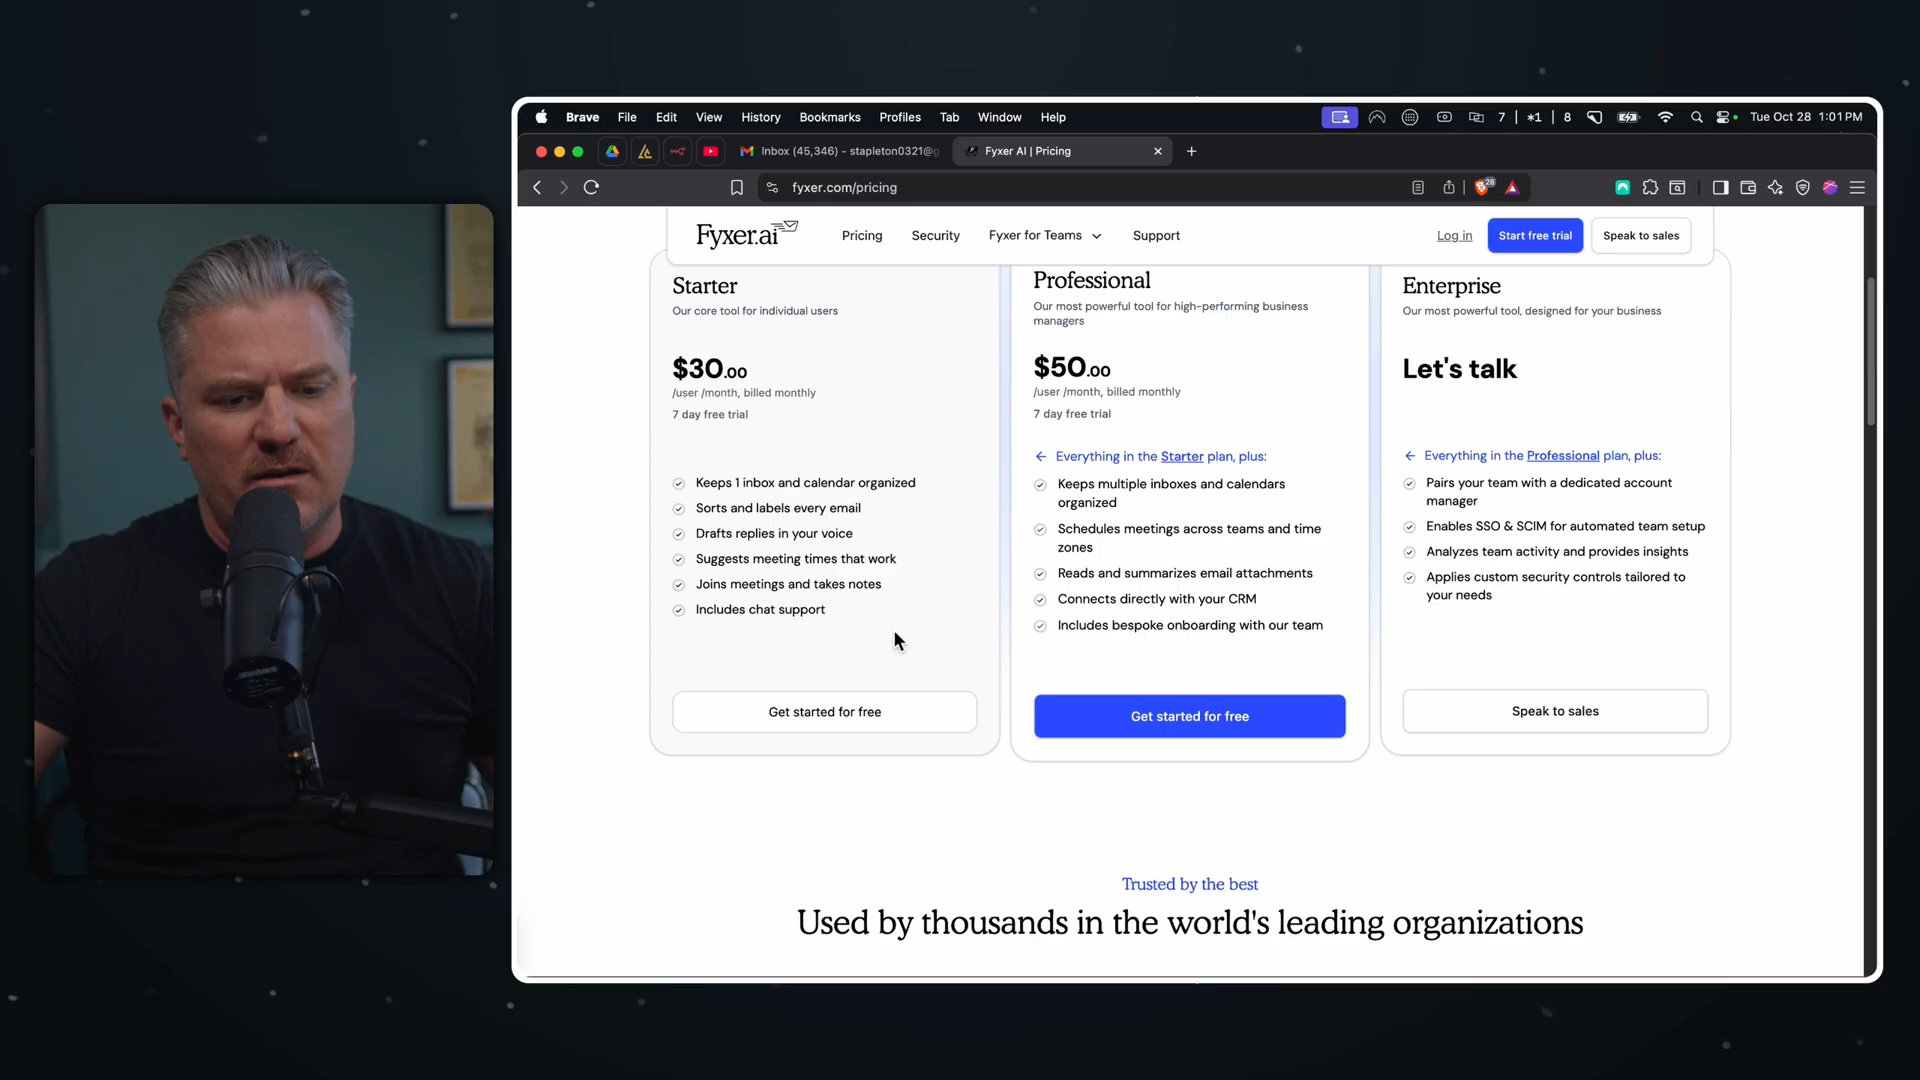 Brave File Edit View History Bookmarks Profiles Tab Window Help 7 | *1 | 8 Tue Oct 28 1:01 PM
Inbox (45,346) - stapleton0321@g
Fyxer AI | Pricing
fyxer.com/pricing
28
Fyxer.ai Pricing Security Fyxer for Teams Support Log in Start free trial Speak to sales
Starter
Our core tool for individual users
$30.00
/user /month, billed monthly
7 day free trial
Keeps 1 inbox and calendar organized
Sorts and labels every email
Drafts replies in your voice
Suggests meeting times that work
Joins meetings and takes notes
Includes chat support
Get started for free
Professional
Our most powerful tool for high-performing business
managers
$50.00
/user /month, billed monthly
7 day free trial
Everything in the Starter plan, plus:
Keeps multiple inboxes and calendars
organized
Schedules meetings across teams and time
zones
Reads and summarizes email attachments
Connects directly with your CRM
Includes bespoke onboarding with our team
Get started for free
Enterprise
Our most powerful tool, designed for your business
Let's talk
Everything in the Professional plan, plus:
Pairs your team with a dedicated account
manager
Enables SSO & SCIM for automated team setup
Analyzes team activity and provides insights
Applies custom security controls tailored to
your needs
Speak to sales
Trusted by the best
Used by thousands in the world's leading organizations